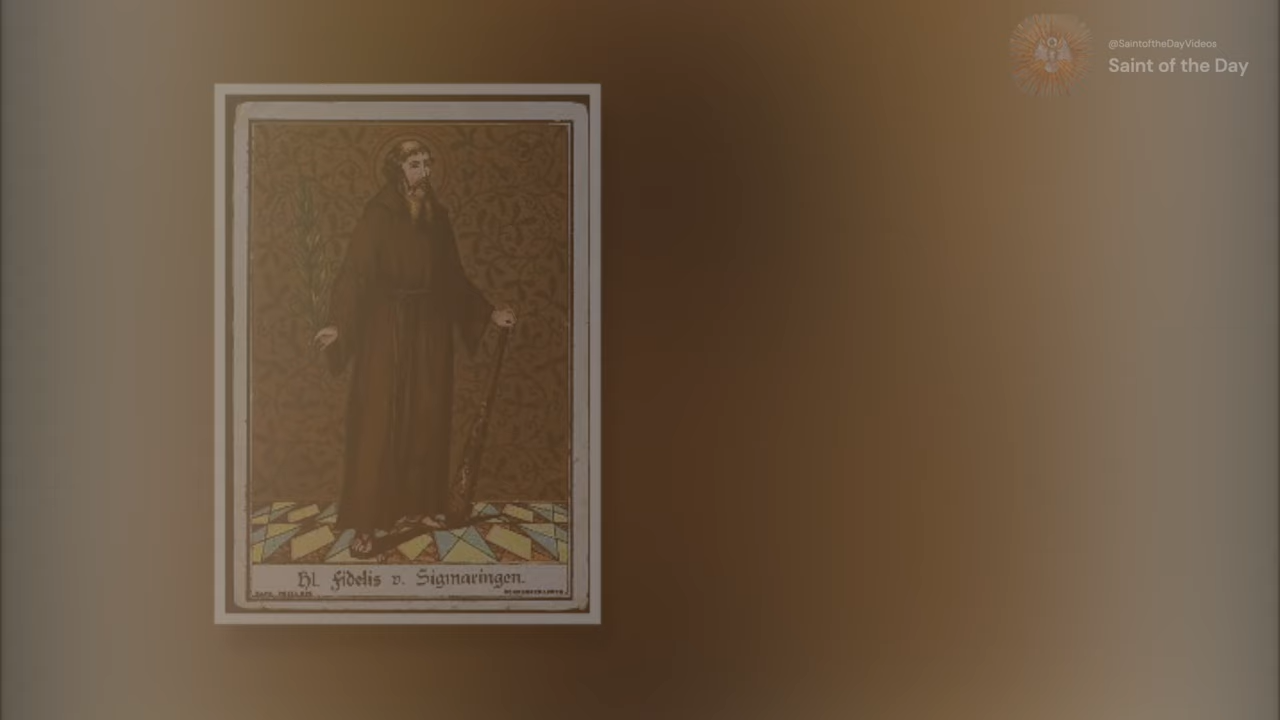 @SaintoftheDayVideos
Saint of the Day
Hl. Fidelis v. Sigmaringen.